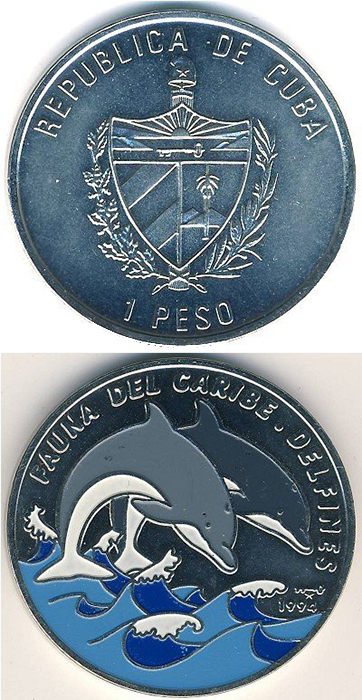 REPUBLICA DE CUBA
1 PESO
FAUNA DEL CARIBE • DELFINES
1994